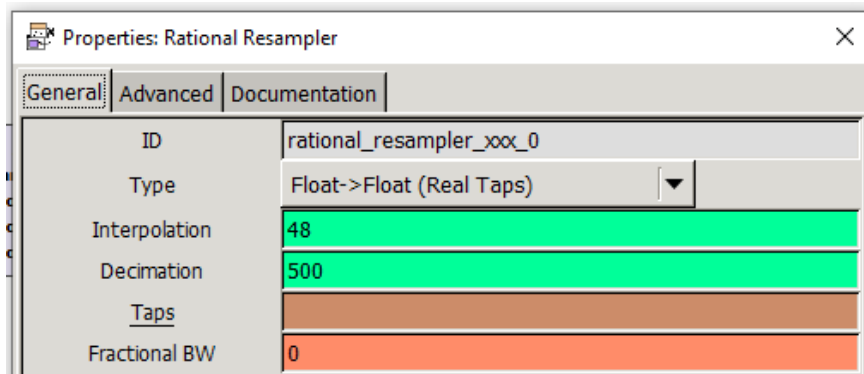 Properties: Rational Resampler
General Advanced Documentation
ID rational_resampler_xxx_0
Type Float->Float (Real Taps)
Interpolation 48
Decimation 500
Taps
Fractional BW 0